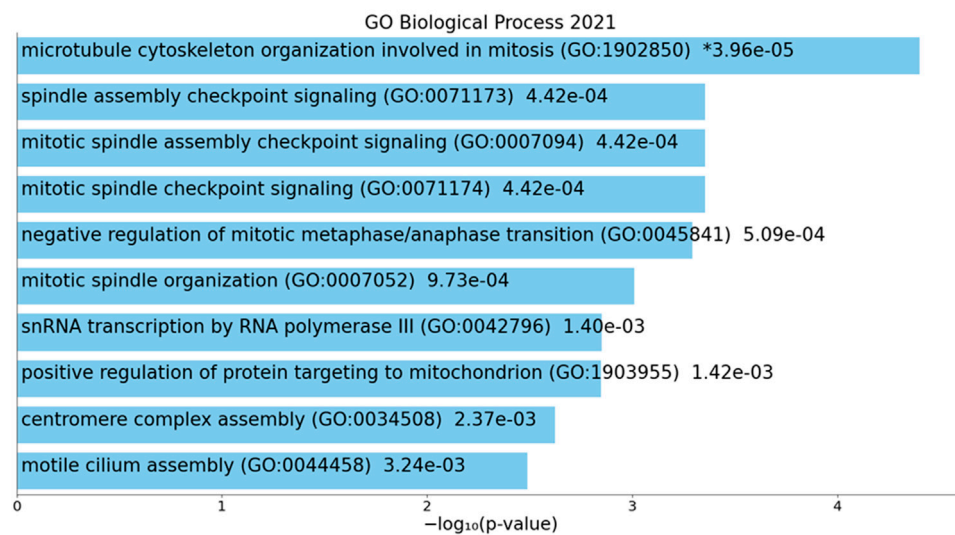 GO Biological Process 2021
microtubule cytoskeleton organization involved in mitosis (GO:1902850) *3.96e-05
spindle assembly checkpoint signaling (GO:0071173) 4.42e-04
mitotic spindle assembly checkpoint signaling (GO:0007094) 4.42e-04
mitotic spindle checkpoint signaling (GO:0071174) 4.42e-04
negative regulation of mitotic metaphase/anaphase transition (GO:0045841) 5.09e-04
mitotic spindle organization (GO:0007052) 9.73e-04
snRNA transcription by RNA polymerase III (GO:0042796) 1.40e-03
positive regulation of protein targeting to mitochondrion (GO:1903955) 1.42e-03
centromere complex assembly (GO:0034508) 2.37e-03
motile cilium assembly (GO:0044458) 3.24e-03
0 1 2 3 4
−log₁₀(p-value)